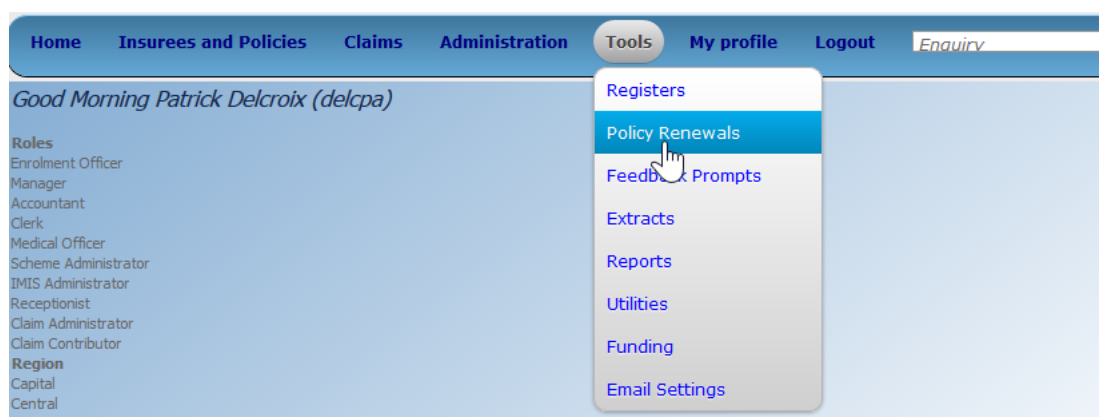 Home Insurees and Policies Claims Administration Tools My profile Logout Enquiry
Good Morning Patrick Delcroix (delcpa)
Roles
Enrolment Officer
Manager
Accountant
Clerk
Medical Officer
Scheme Administrator
IMIS Administrator
Receptionist
Claim Administrator
Claim Contributor
Region
Capital
Central
Registers
Policy Renewals
Feedback Prompts
Extracts
Reports
Utilities
Funding
Email Settings